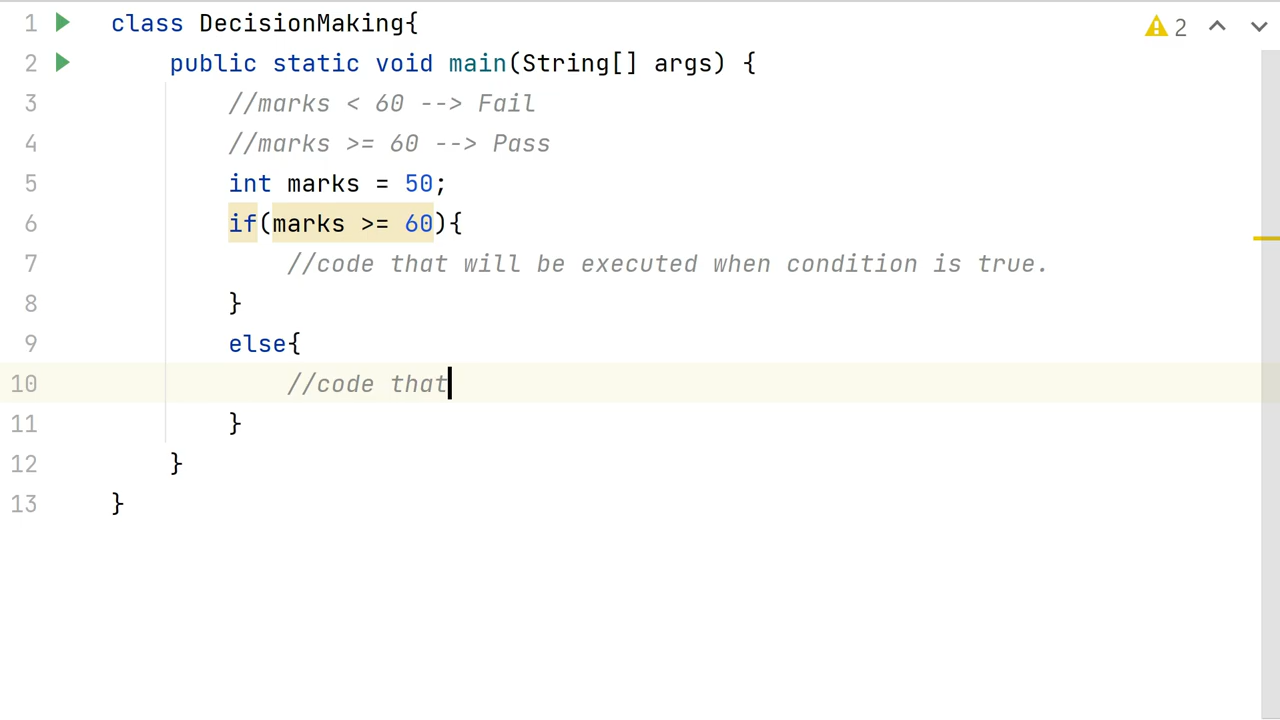 1 class DecisionMaking{
2 public static void main(String[] args) {
3 //marks < 60 --> Fail
4 //marks >= 60 --> Pass
5 int marks = 50;
6 if(marks >= 60){
7 //code that will be executed when condition is true.
8 }
9 else{
10 //code that
11 }
12 }
13 }
2